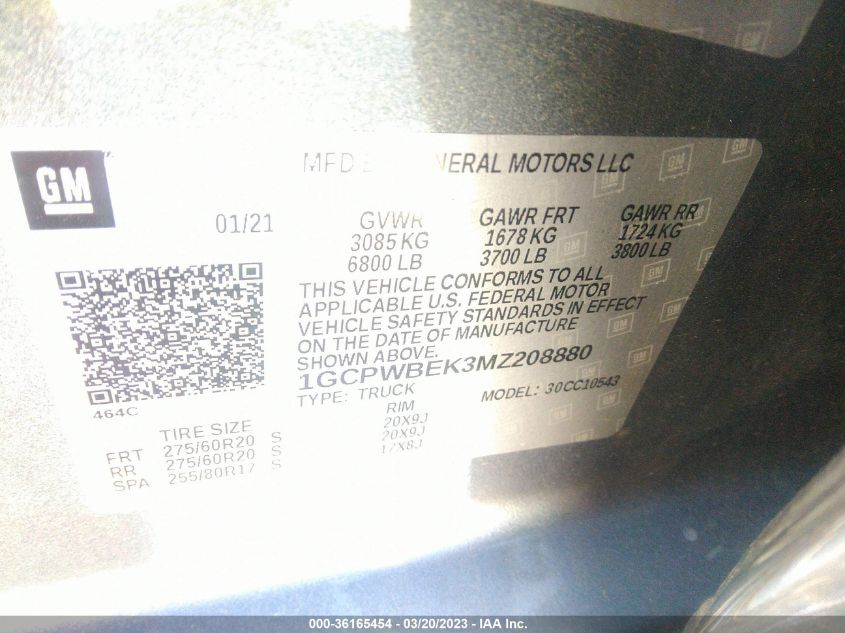 GM
MFD GENERAL MOTORS LLC
01/21
GVWR GAWR FRT GAWR RR
3085 KG 1678 KG 1724 KG
6800 LB 3700 LB 3800 LB
THIS VEHICLE CONFORMS TO ALL
APPLICABLE U.S. FEDERAL MOTOR
VEHICLE SAFETY STANDARDS IN EFFECT
ON THE DATE OF MANUFACTURE
SHOWN ABOVE.
1GCPWBEK3MZ208880
TYPE: TRUCK MODEL: 30CC10543
464C
TIRE SIZE RIM
FRT 275/60R20 S 20X9J
RR 275/60R20 S 20X9J
SPA 255/80R17 S 17X8J
000-36165454 - 03/20/2023 - IAA Inc.